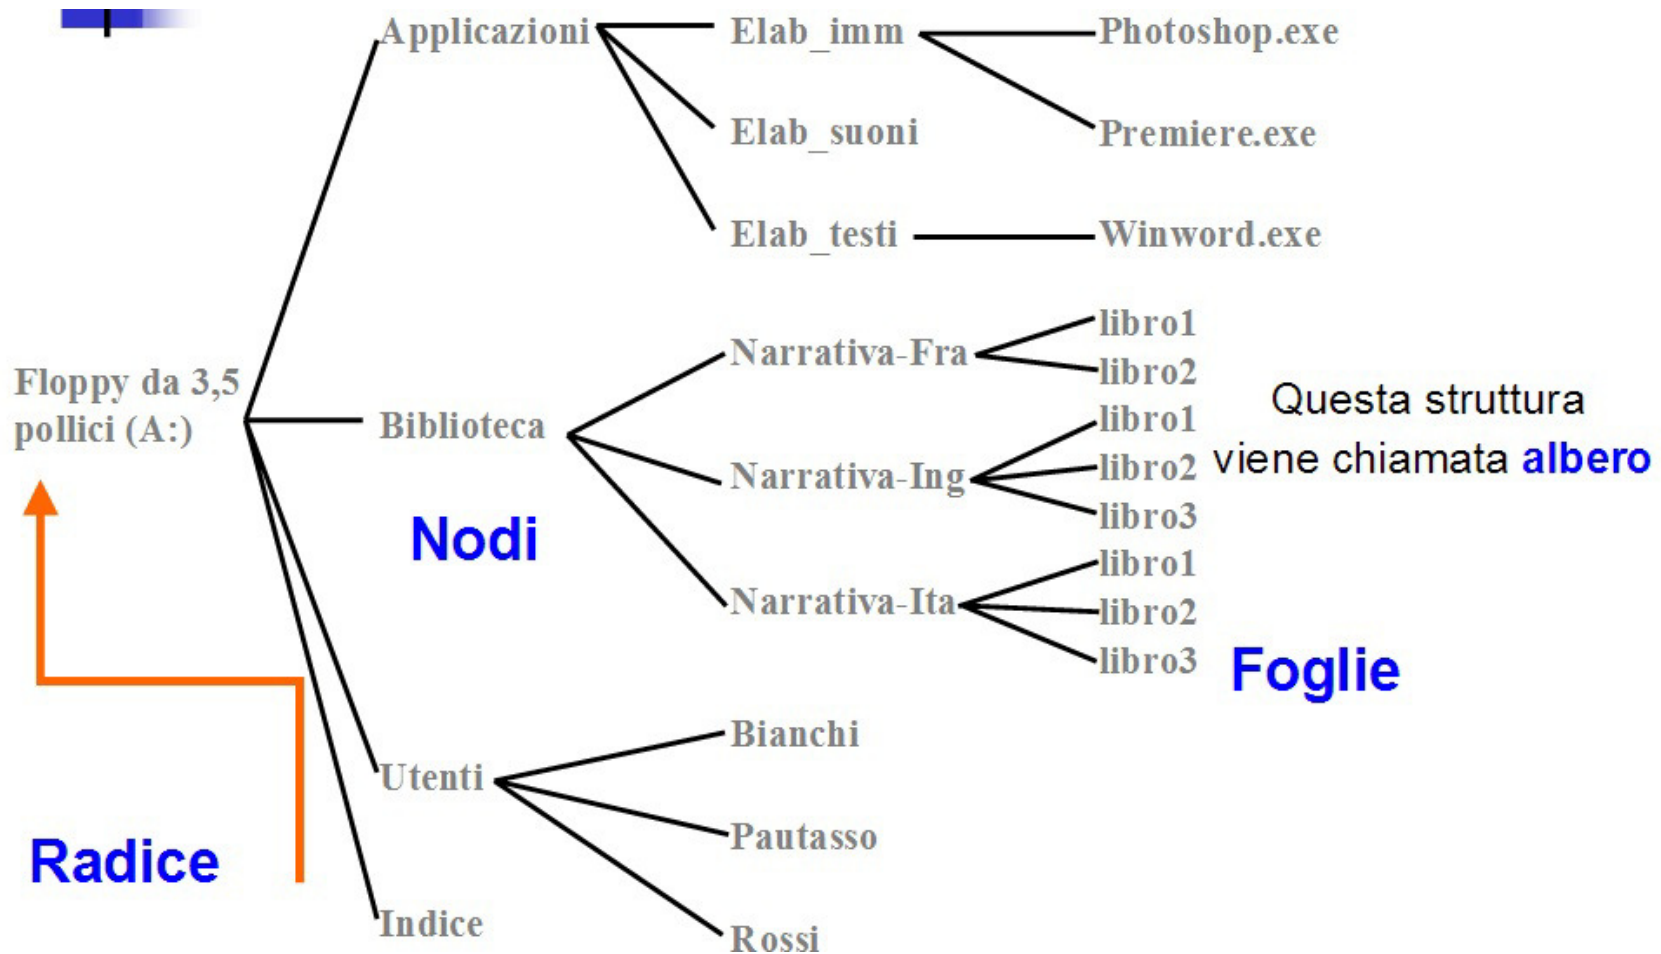 Applicazioni
Elab_imm
Photoshop.exe
Premiere.exe
Elab_suoni
Elab_testi
Winword.exe
Floppy da 3,5
pollici (A:)
Biblioteca
Narrativa-Fra
libro1
libro2
Narrativa-Ing
libro1
libro2
libro3
Narrativa-Ita
libro1
libro2
libro3
Questa struttura
viene chiamata albero
Nodi
Foglie
Utenti
Bianchi
Pautasso
Rossi
Radice
Indice